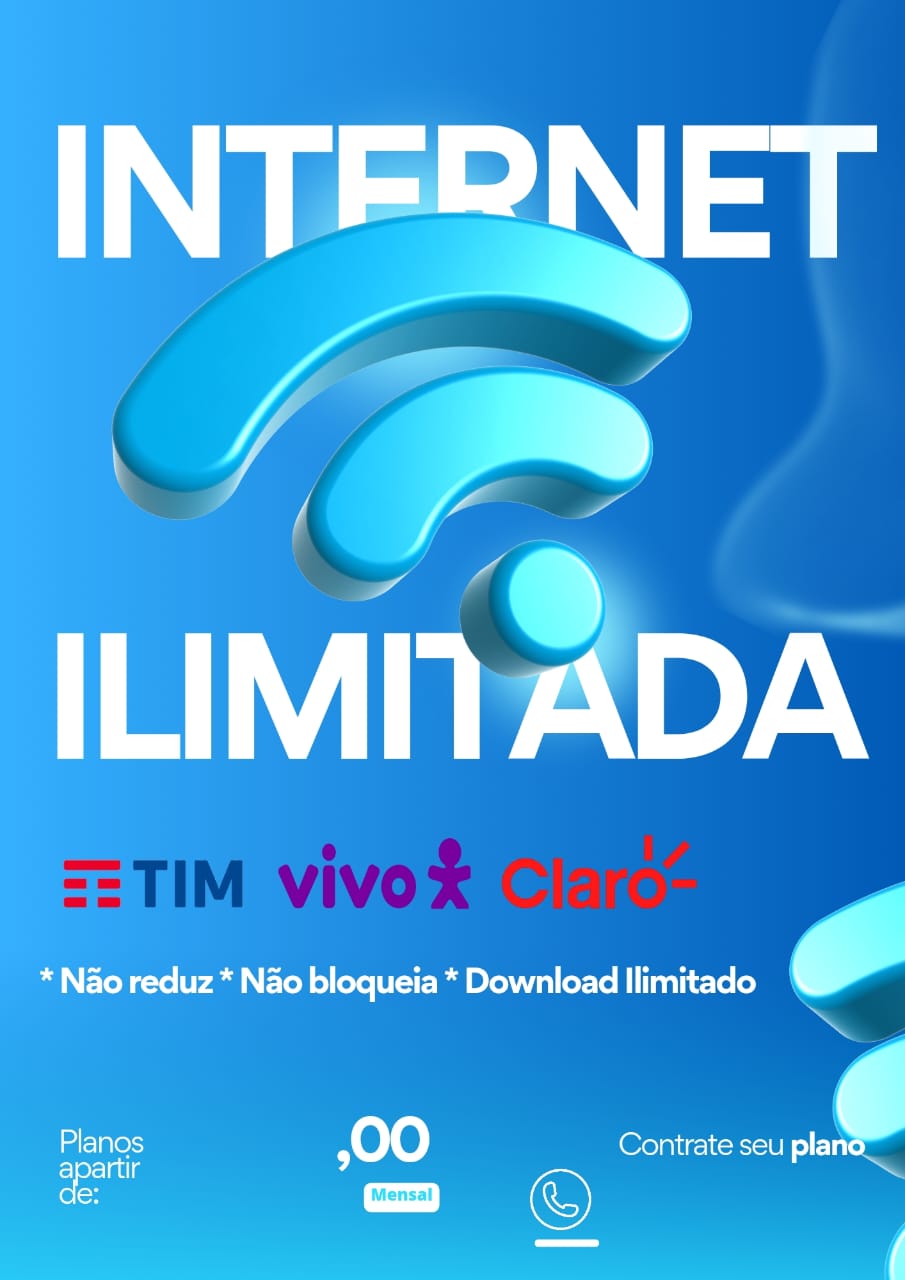 INTERNET
ILIMITADA
TIM vivo Claro
* Não reduz * Não bloqueia * Download Ilimitado
Planos
apartir
de:
,00
Mensal
Contrate seu plano